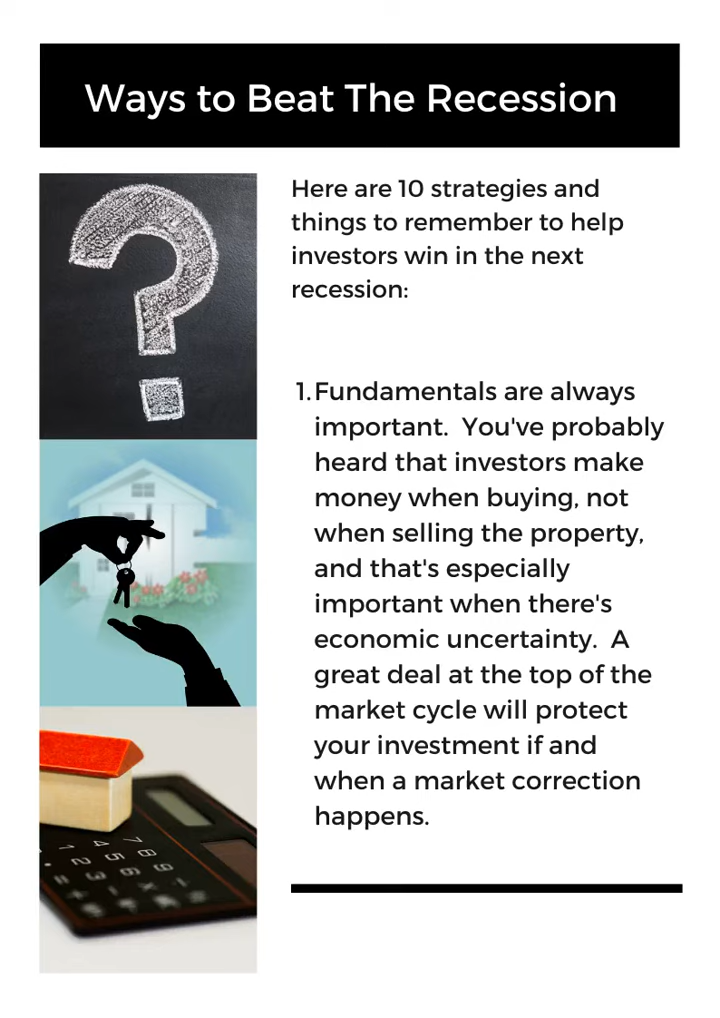 Ways to Beat The Recession
Here are 10 strategies and
things to remember to help
investors win in the next
recession:
1. Fundamentals are always
important.  You've probably
heard that investors make
money when buying, not
when selling the property,
and that's especially
important when there's
economic uncertainty.  A
great deal at the top of the
market cycle will protect
your investment if and
when a market correction
happens.